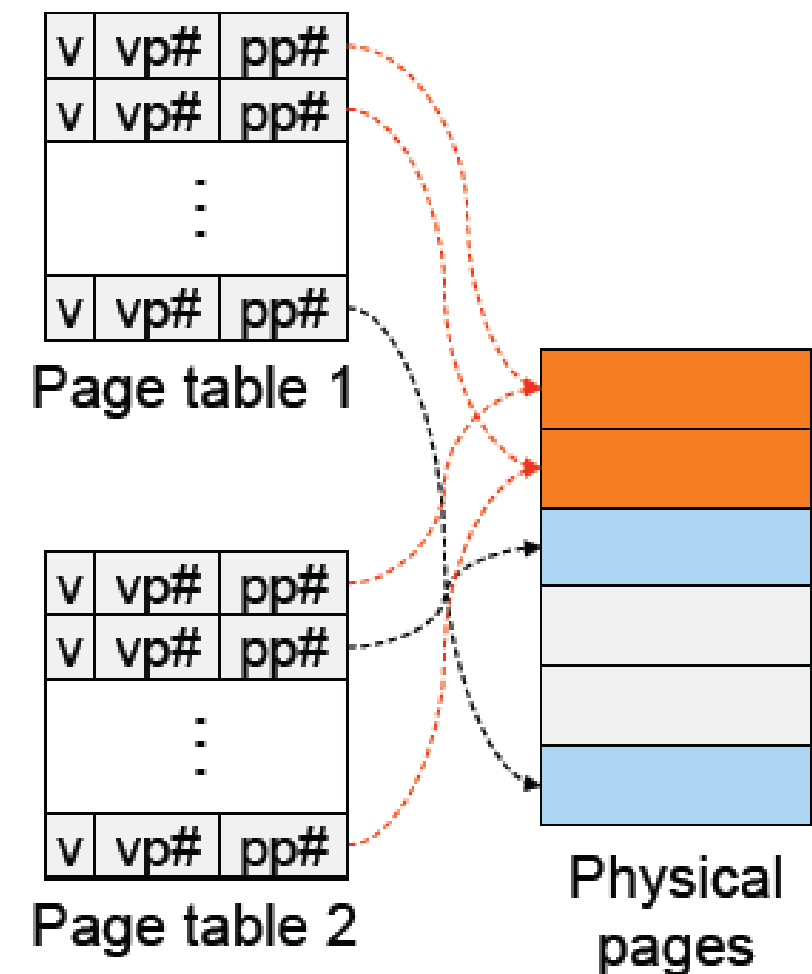 v vp# pp#
v vp# pp#
⋮
v vp# pp#
Page table 1
v vp# pp#
v vp# pp#
⋮
v vp# pp#
Page table 2
Physical
pages